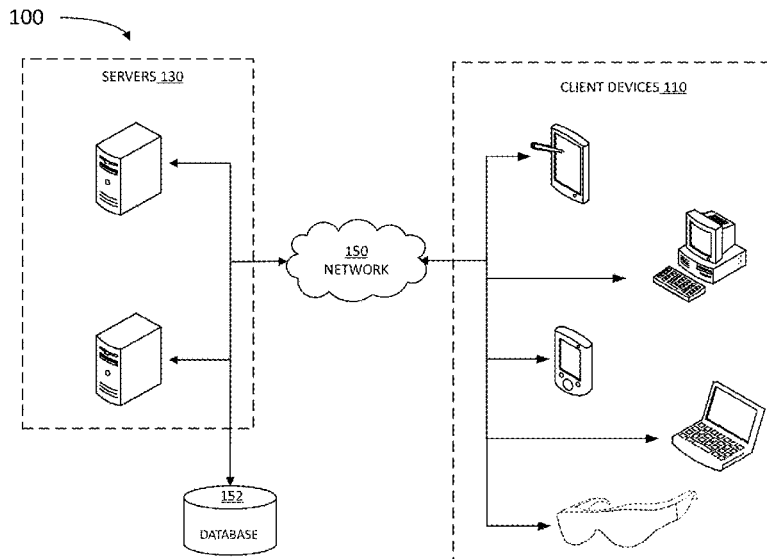 100
SERVERS 130
CLIENT DEVICES 110
150
NETWORK
152
DATABASE